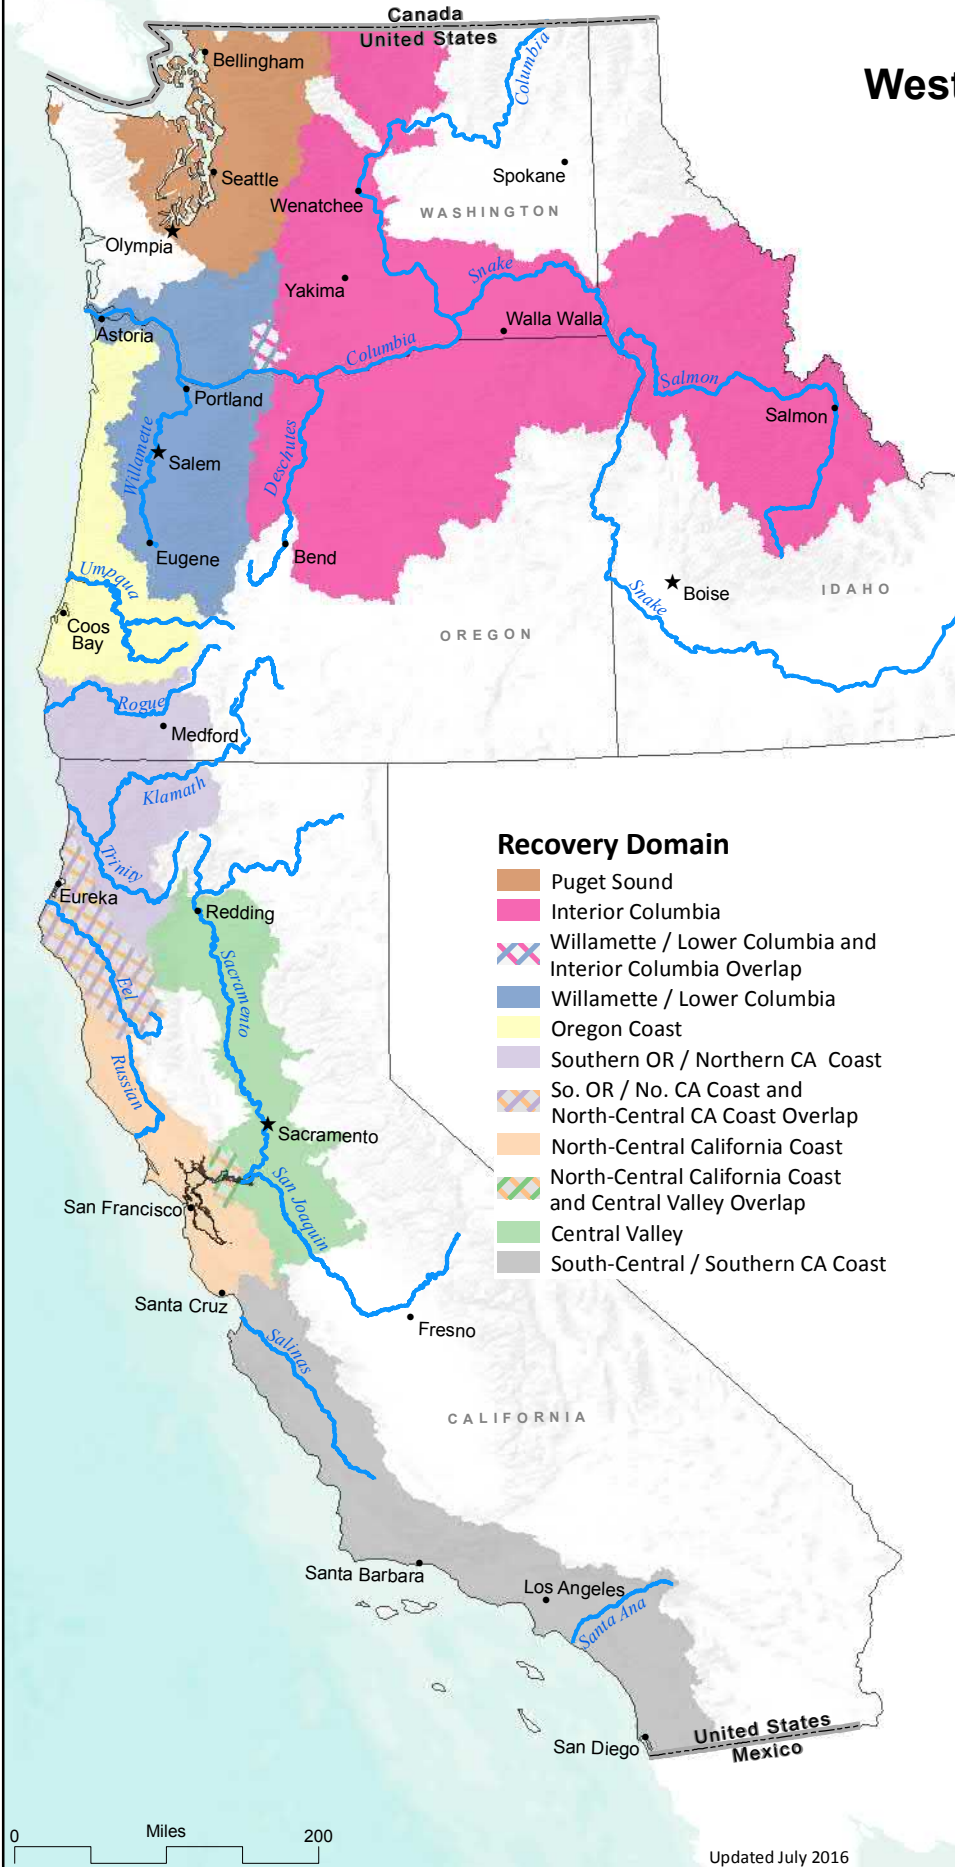 Canada
United States
West
Bellingham
Columbia
Spokane
Seattle
Wenatchee
WASHINGTON
Olympia
Snake
Yakima
Walla Walla
Astoria
Columbia
Salmon
Portland
Salmon
Willamette
Deschutes
Salem
Eugene
Bend
Umpqua
Boise
IDAHO
Snake
Coos
Bay
OREGON
Rogue
Medford
Klamath
Trinity
Eureka
Redding
Sacramento
Eel
Russian
Sacramento
San Joaquin
San Francisco
Santa Cruz
Fresno
Salinas
CALIFORNIA
Recovery Domain
Puget Sound
Interior Columbia
Willamette / Lower Columbia and
Interior Columbia Overlap
Willamette / Lower Columbia
Oregon Coast
Southern OR / Northern CA Coast
So. OR / No. CA Coast and
North-Central CA Coast Overlap
North-Central California Coast
North-Central California Coast
and Central Valley Overlap
Central Valley
South-Central / Southern CA Coast
Santa Barbara
Los Angeles
Santa Ana
San Diego
United States
Mexico
0 Miles 200
Updated July 2016